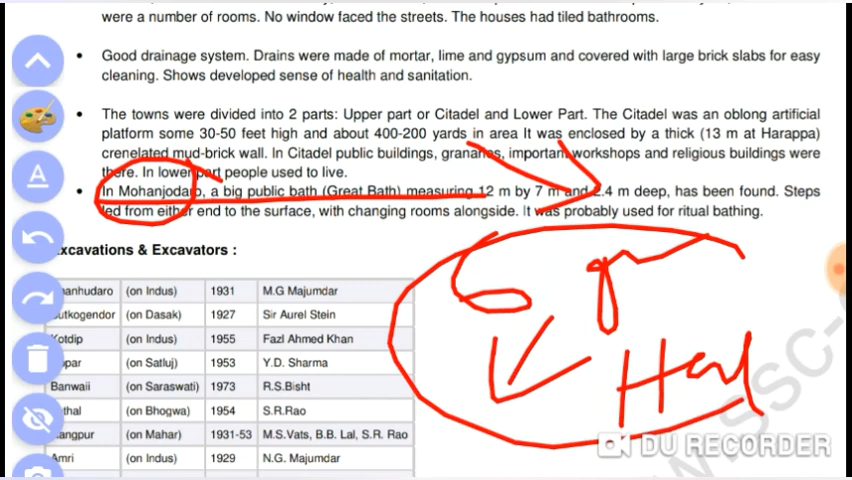 were a number of rooms. No window faced the streets. The houses had tiled bathrooms.
• Good drainage system. Drains were made of mortar, lime and gypsum and covered with large brick slabs for easy
cleaning. Shows developed sense of health and sanitation.
• The towns were divided into 2 parts: Upper part or Citadel and Lower Part. The Citadel was an oblong artificial
platform some 30-50 feet high and about 400-200 yards in area It was enclosed by a thick (13 m at Harappa)
crenelated mud-brick wall. In Citadel public buildings, granaries, important workshops and religious buildings were
there. In lower part people used to live.
• In Mohanjodaro, a big public bath (Great Bath) measuring 12 m by 7 m and 2.4 m deep, has been found. Steps
led from either end to the surface, with changing rooms alongside. It was probably used for ritual bathing.
xcavations & Excavators :
anhudaro (on Indus) 1931 M.G Majumdar
utkogendor (on Dasak) 1927 Sir Aurel Stein
otdip (on Indus) 1955 Fazl Ahmed Khan
par (on Satluj) 1953 Y.D. Sharma
Banwaii (on Saraswati) 1973 R.S.Bisht
thal (on Bhogwa) 1954 S.R.Rao
angpur (on Mahar) 1931-53 M.S.Vats, B.B. Lal, S.R. Rao
Amri (on Indus) 1929 N.G. Majumdar
DU RECORDER